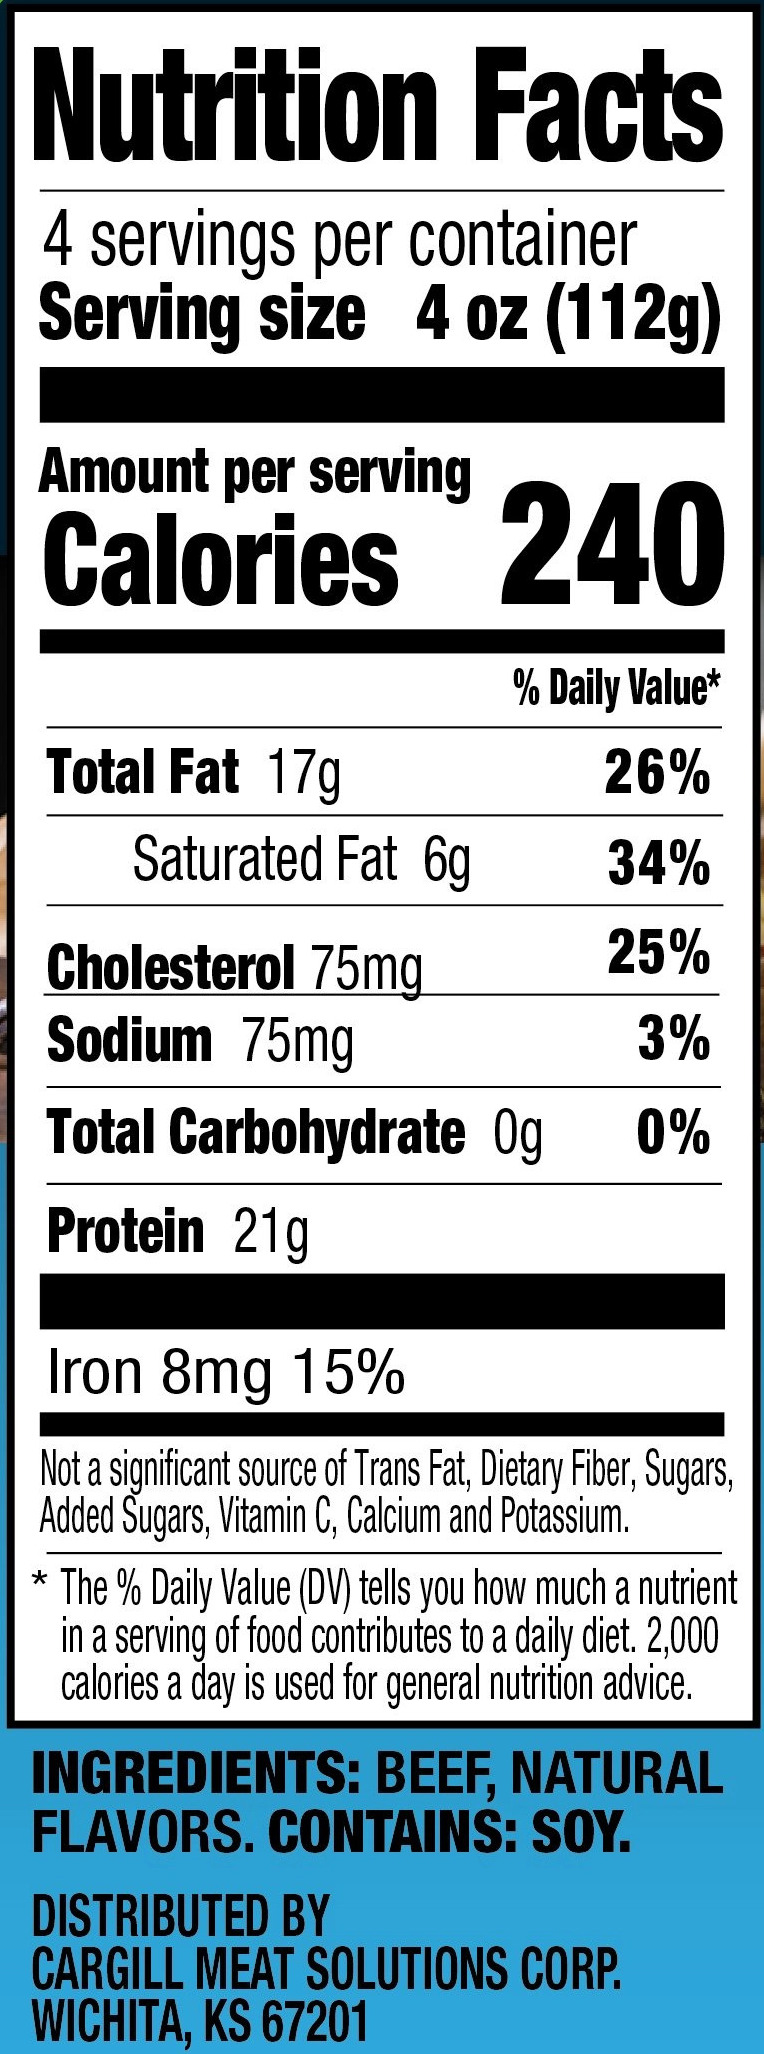 Nutrition Facts
4 servings per container
Serving size 4 oz (112g)
Amount per serving
Calories 240
% Daily Value*
Total Fat 17g 26%
Saturated Fat 6g 34%
Cholesterol 75mg 25%
Sodium 75mg 3%
Total Carbohydrate 0g 0%
Protein 21g
Iron 8mg 15%
Not a significant source of Trans Fat, Dietary Fiber, Sugars,
Added Sugars, Vitamin C, Calcium and Potassium.
* The % Daily Value (DV) tells you how much a nutrient
in a serving of food contributes to a daily diet. 2,000
calories a day is used for general nutrition advice.
INGREDIENTS: BEEF, NATURAL
FLAVORS. CONTAINS: SOY.
DISTRIBUTED BY
CARGILL MEAT SOLUTIONS CORP.
WICHITA, KS 67201